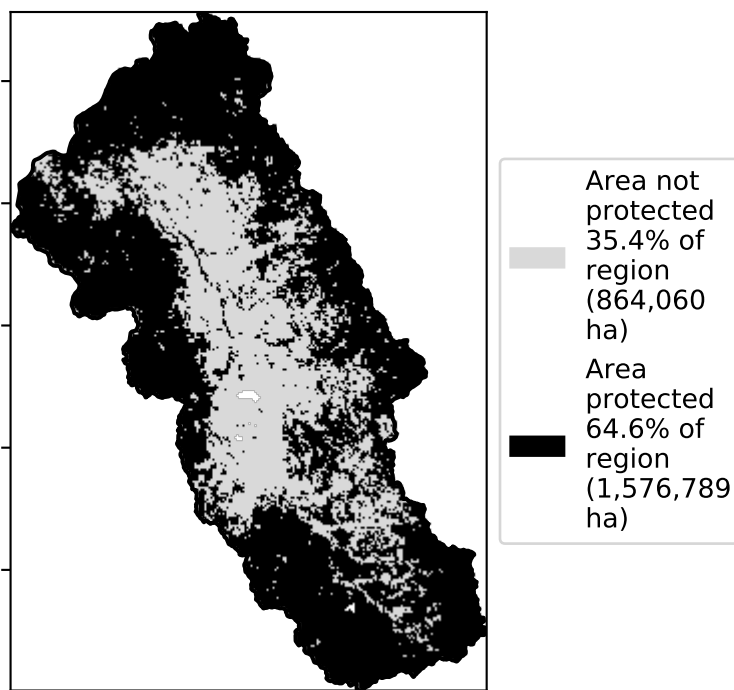 Area not
protected
35.4% of
region
(864,060
ha)
Area
protected
64.6% of
region
(1,576,789
ha)